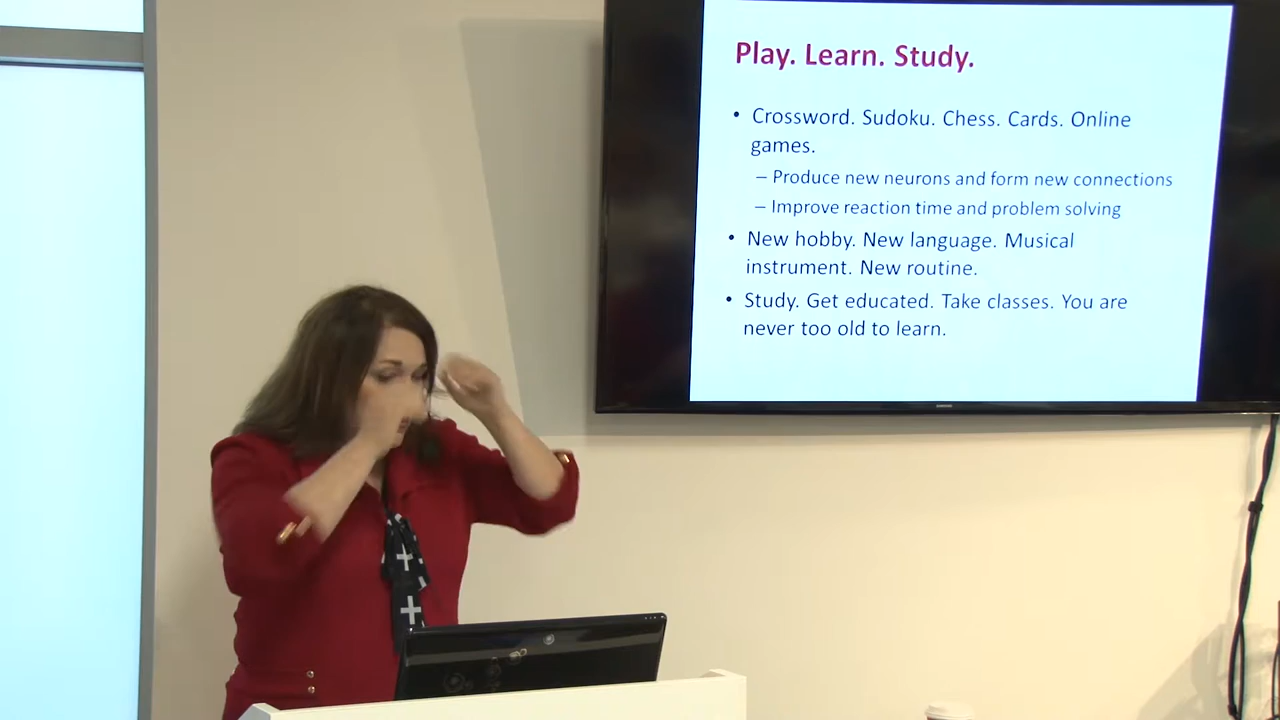 Play. Learn. Study.
• Crossword. Sudoku. Chess. Cards. Online
games.
– Produce new neurons and form new connections
– Improve reaction time and problem solving
• New hobby. New language. Musical
instrument. New routine.
• Study. Get educated. Take classes. You are
never too old to learn.